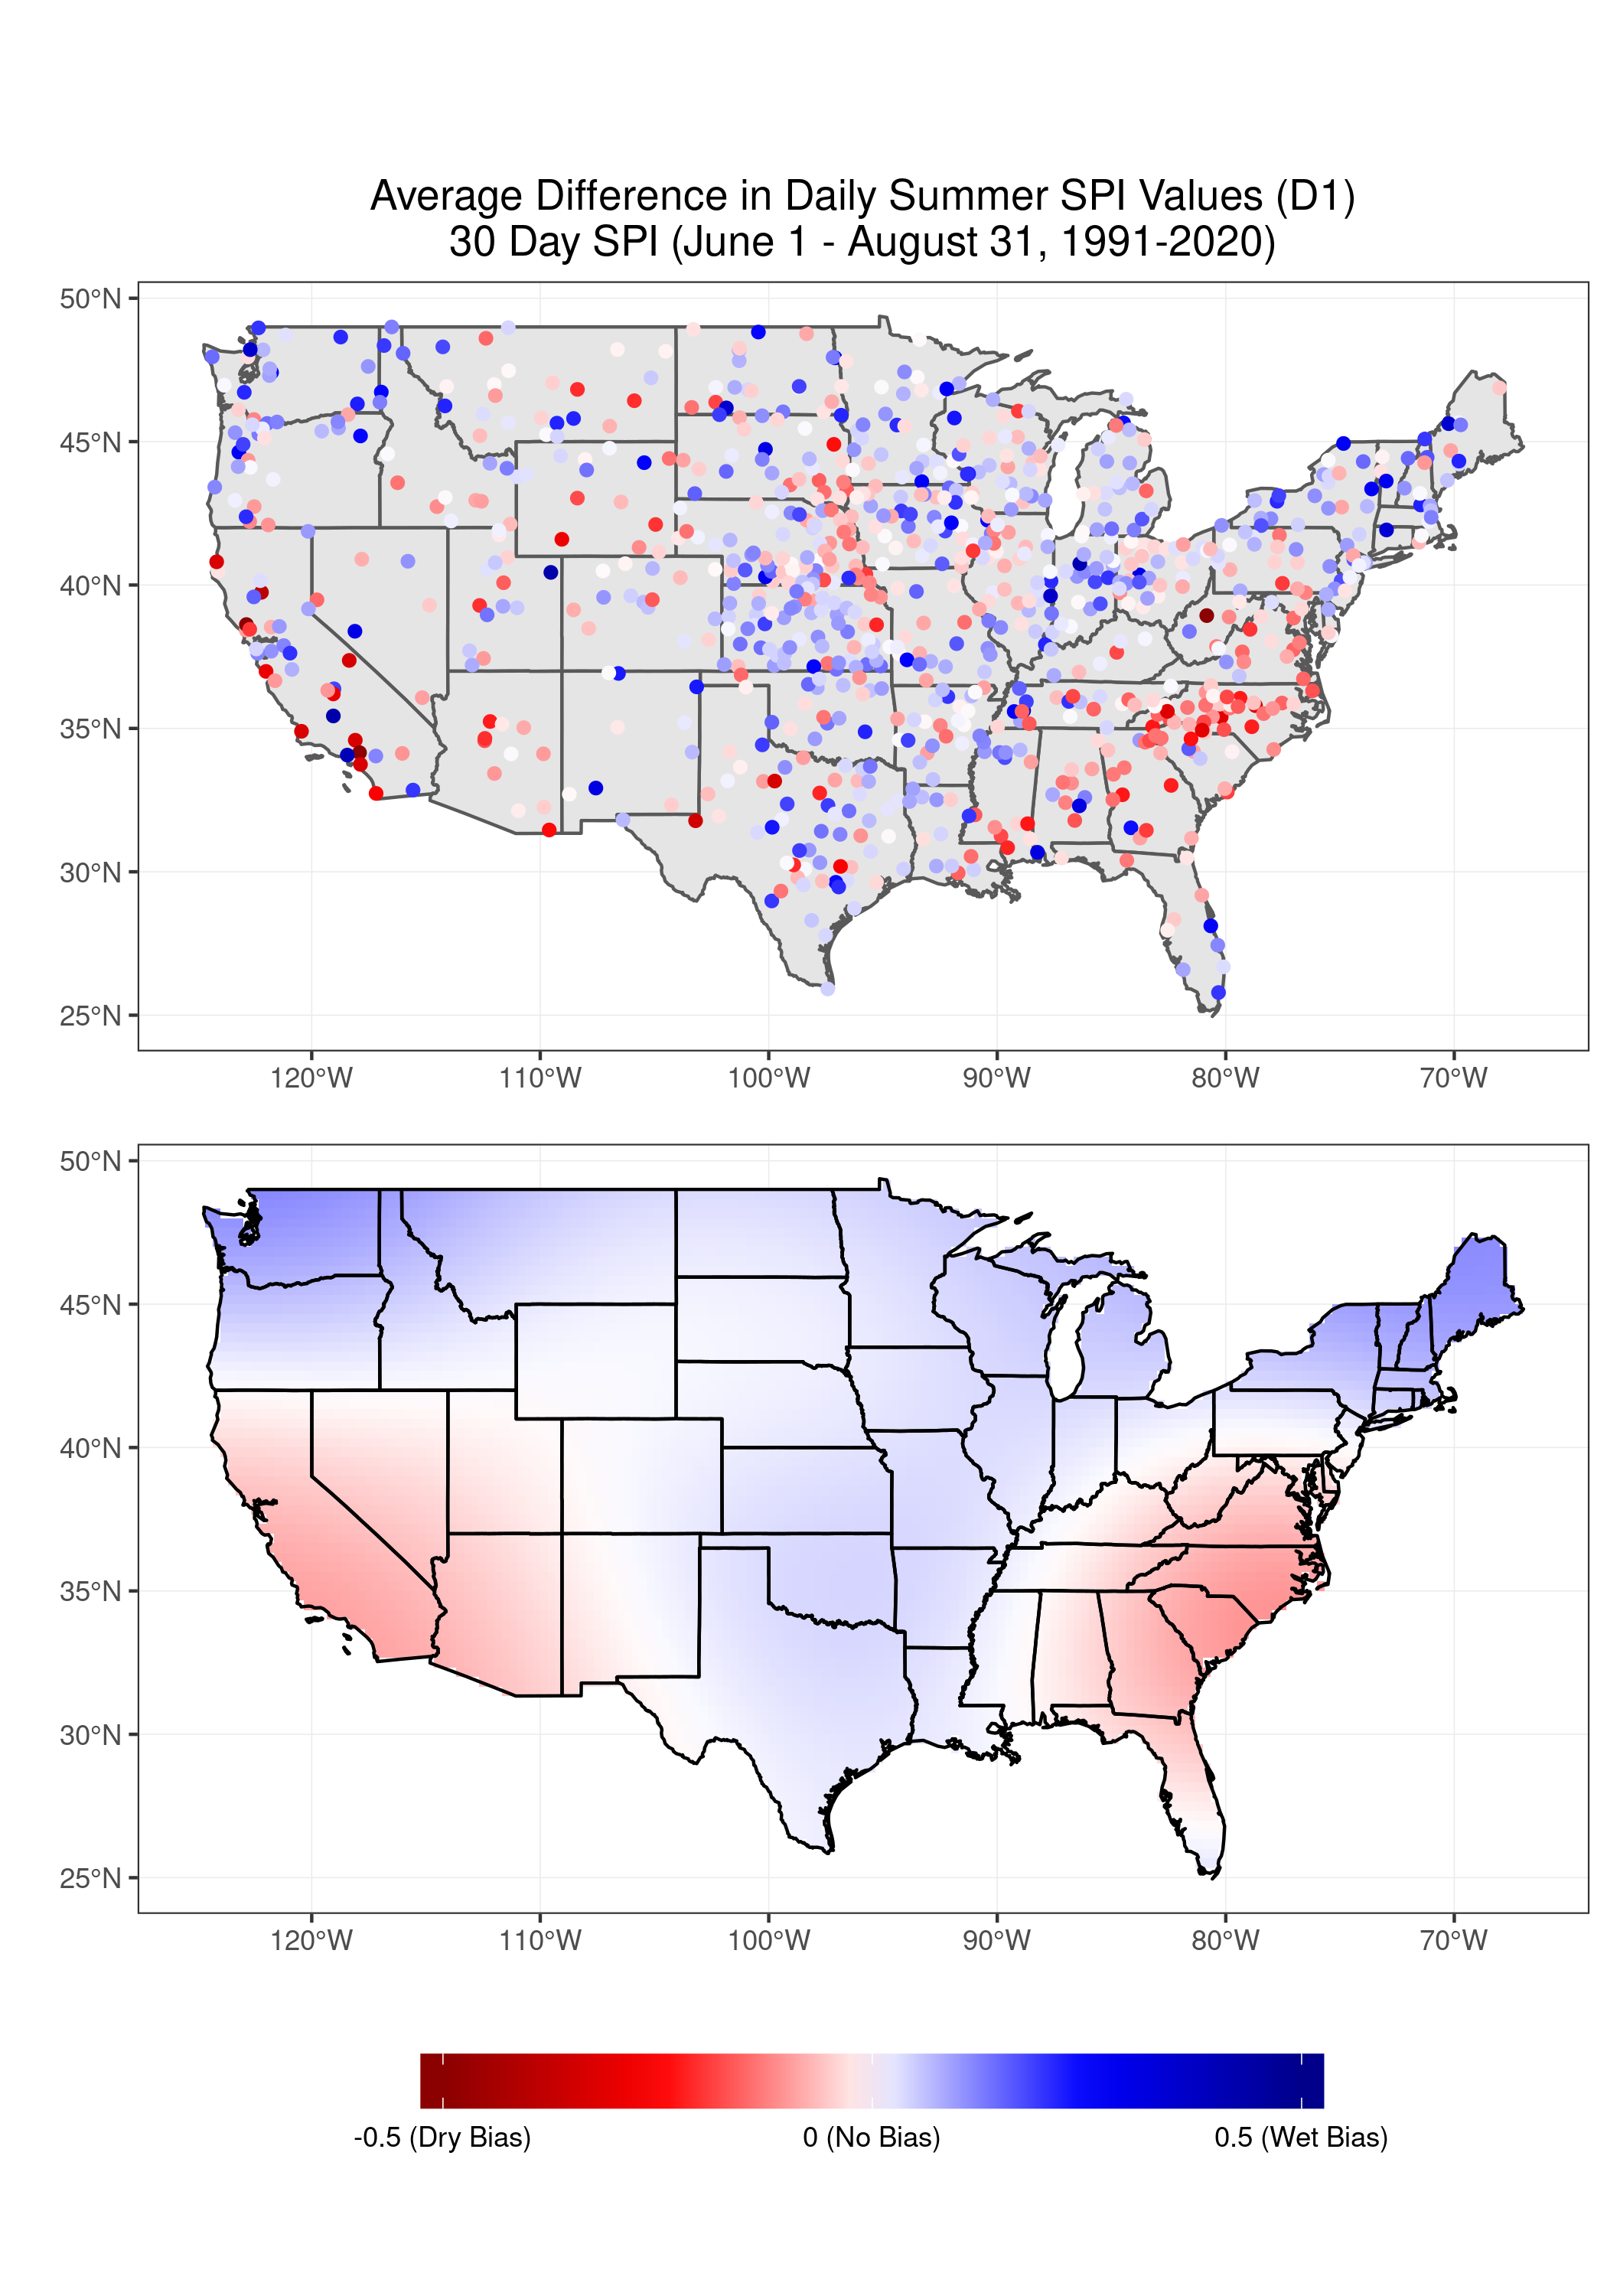 Average Difference in Daily Summer SPI Values (D1)
30 Day SPI (June 1 - August 31, 1991-2020)
50°N
45°N
40°N
35°N
30°N
25°N
120°W 110°W 100°W 90°W 80°W 70°W
50°N
45°N
40°N
35°N
30°N
25°N
120°W 110°W 100°W 90°W 80°W 70°W
-0.5 (Dry Bias) 0 (No Bias) 0.5 (Wet Bias)